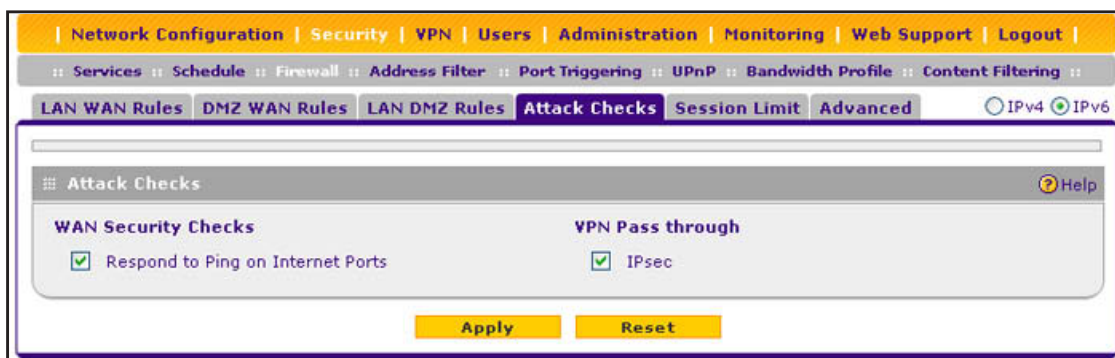 | Network Configuration | Security | VPN | Users | Administration | Monitoring | Web Support | Logout |
:: Services :: Schedule :: Firewall :: Address Filter :: Port Triggering :: UPnP :: Bandwidth Profile :: Content Filtering ::
LAN WAN Rules DMZ WAN Rules LAN DMZ Rules Attack Checks Session Limit Advanced IPv4 IPv6
Attack Checks ? Help
WAN Security Checks VPN Pass through
Respond to Ping on Internet Ports IPsec
Apply Reset